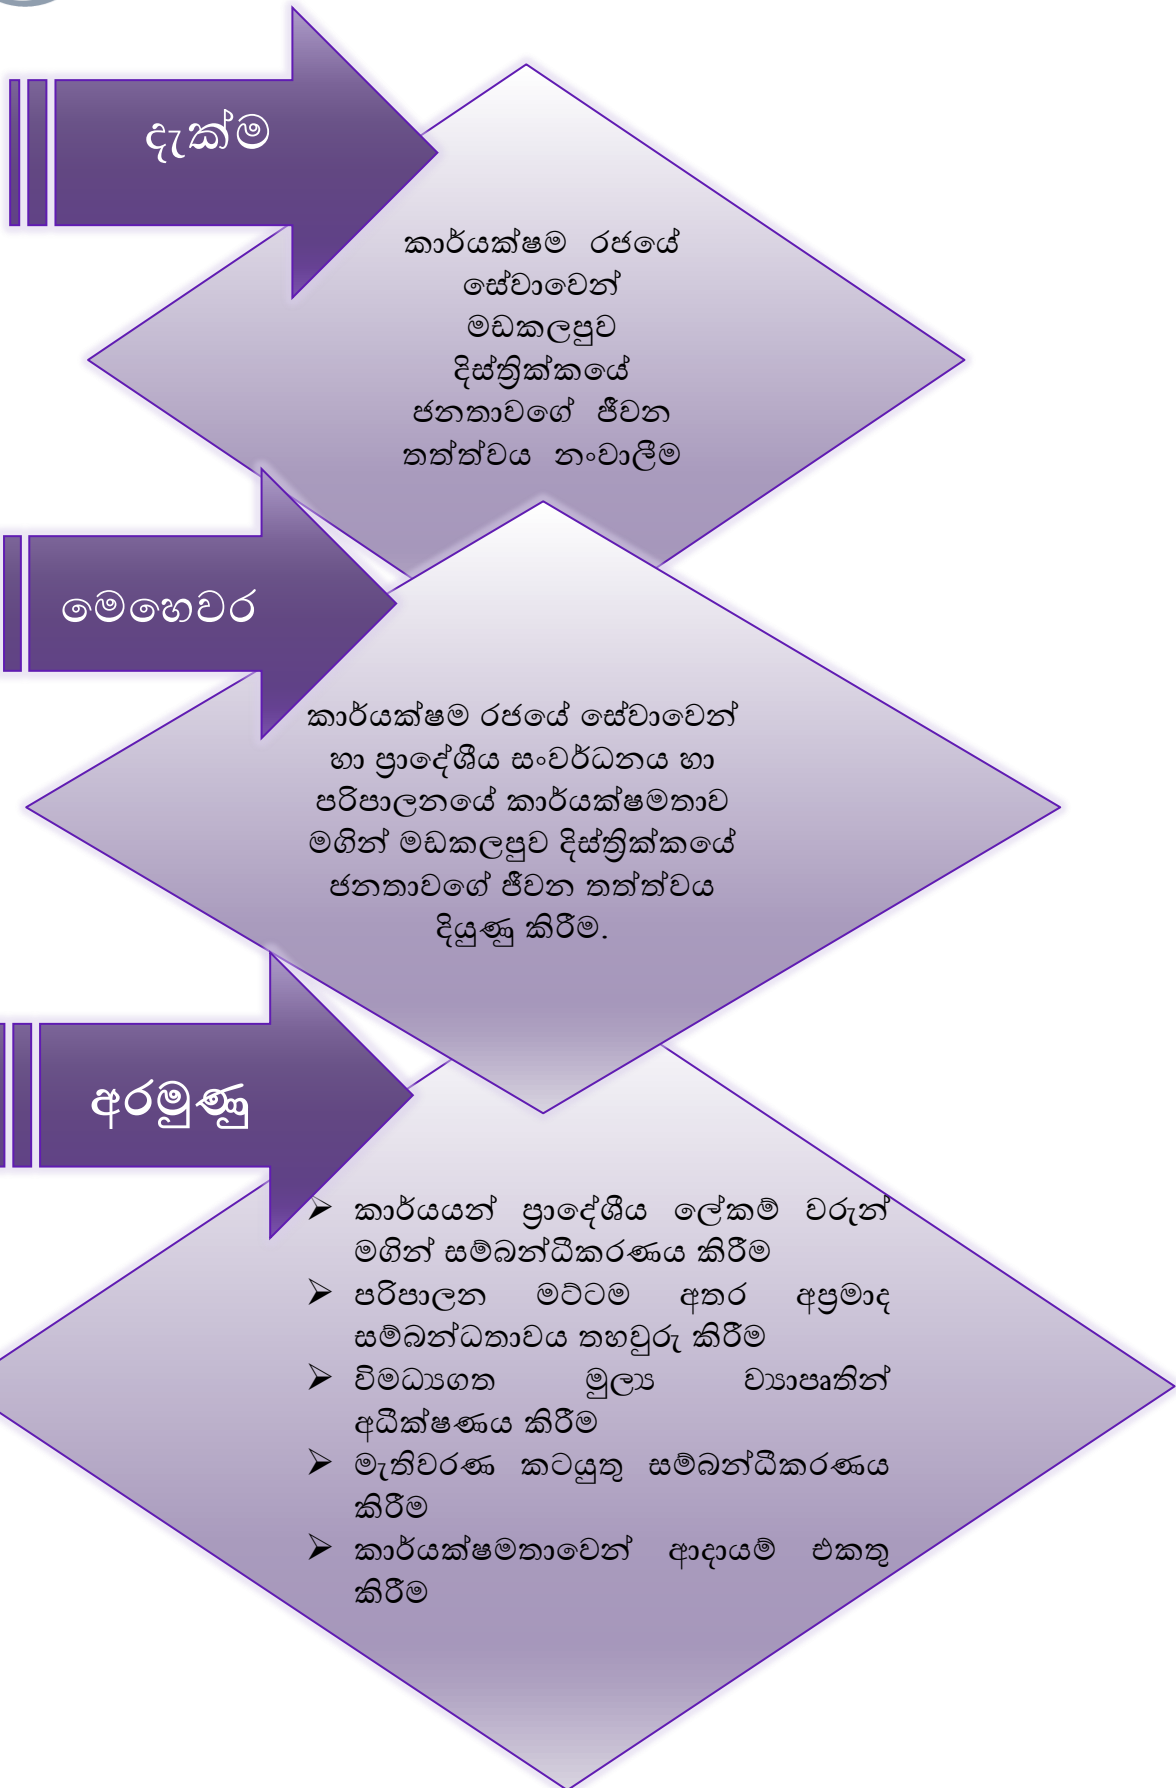 දැක්ම
කාර්යක්ෂම රජයේ
සේවාවෙන්
මඩකලපුව
දිස්ත්‍රික්කයේ
ජනතාවගේ ජීවන
තත්ත්වය නංවාලීම
මෙහෙවර
කාර්යක්ෂම රජයේ සේවාවෙන්
හා ප්‍රාදේශීය සංවර්ධනය හා
පරිපාලනයේ කාර්යක්ෂමතාව
මගින් මඩකලපුව දිස්ත්‍රික්කයේ
ජනතාවගේ ජීවන තත්ත්වය
දියුණු කිරීම.
අරමුණු
➢ කාර්යයන් ප්‍රාදේශීය ලේකම් වරුන්
මගින් සම්බන්ධීකරණය කිරීම
➢ පරිපාලන මට්ටම අතර අප්‍රමාද
සම්බන්ධතාවය තහවුරු කිරීම
➢ විමධ්‍යගත මුල්‍ය ව්‍යාපෘතින්
අධීක්ෂණය කිරීම
➢ මැතිවරණ කටයුතු සම්බන්ධීකරණය
කිරීම
➢ කාර්යක්ෂමතාවෙන් ආදායම් එකතු
කිරීම